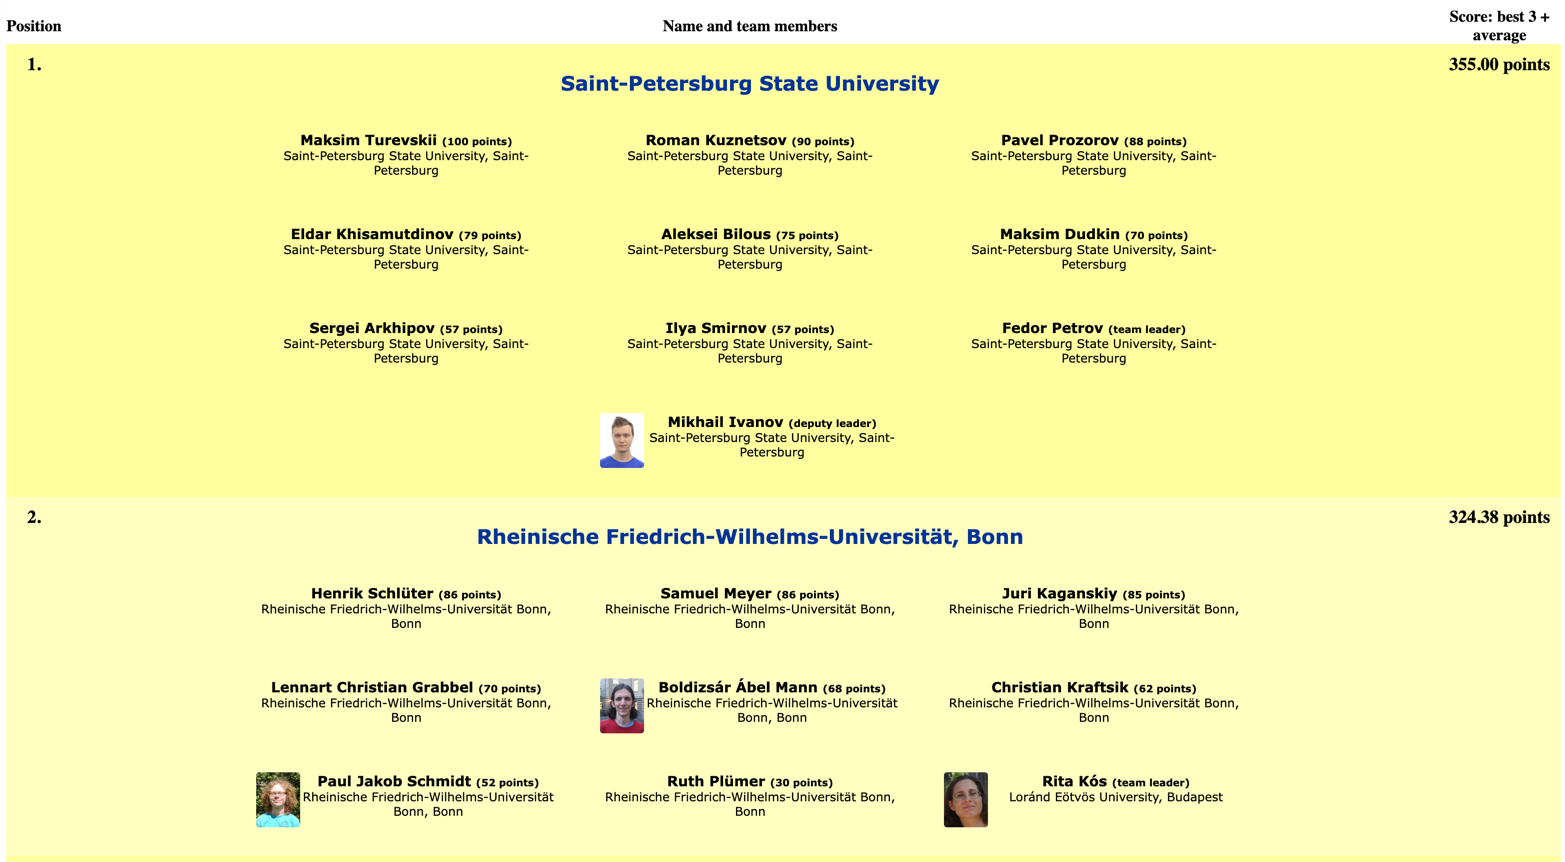 Position
Name and team members
Score: best 3 +
average
1.
355.00 points
Saint-Petersburg State University
Maksim Turevskii (100 points)
Saint-Petersburg State University, Saint-
Petersburg
Roman Kuznetsov (90 points)
Saint-Petersburg State University, Saint-
Petersburg
Pavel Prozorov (88 points)
Saint-Petersburg State University, Saint-
Petersburg
Eldar Khisamutdinov (79 points)
Saint-Petersburg State University, Saint-
Petersburg
Aleksei Bilous (75 points)
Saint-Petersburg State University, Saint-
Petersburg
Maksim Dudkin (70 points)
Saint-Petersburg State University, Saint-
Petersburg
Sergei Arkhipov (57 points)
Saint-Petersburg State University, Saint-
Petersburg
Ilya Smirnov (57 points)
Saint-Petersburg State University, Saint-
Petersburg
Fedor Petrov (team leader)
Saint-Petersburg State University, Saint-
Petersburg
Mikhail Ivanov (deputy leader)
Saint-Petersburg State University, Saint-
Petersburg
2.
324.38 points
Rheinische Friedrich-Wilhelms-Universität, Bonn
Henrik Schlüter (86 points)
Rheinische Friedrich-Wilhelms-Universität Bonn,
Bonn
Samuel Meyer (86 points)
Rheinische Friedrich-Wilhelms-Universität Bonn,
Bonn
Juri Kaganskiy (85 points)
Rheinische Friedrich-Wilhelms-Universität Bonn,
Bonn
Lennart Christian Grabbel (70 points)
Rheinische Friedrich-Wilhelms-Universität Bonn,
Bonn
Boldizsár Ábel Mann (68 points)
Rheinische Friedrich-Wilhelms-Universität
Bonn, Bonn
Christian Kraftsik (62 points)
Rheinische Friedrich-Wilhelms-Universität Bonn,
Bonn
Paul Jakob Schmidt (52 points)
Rheinische Friedrich-Wilhelms-Universität
Bonn, Bonn
Ruth Plümer (30 points)
Rheinische Friedrich-Wilhelms-Universität Bonn,
Bonn
Rita Kós (team leader)
Loránd Eötvös University, Budapest